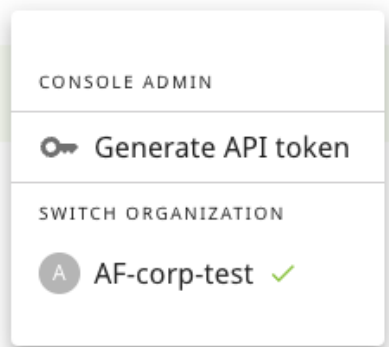 CONSOLE ADMIN
Generate API token
SWITCH ORGANIZATION
A AF-corp-test